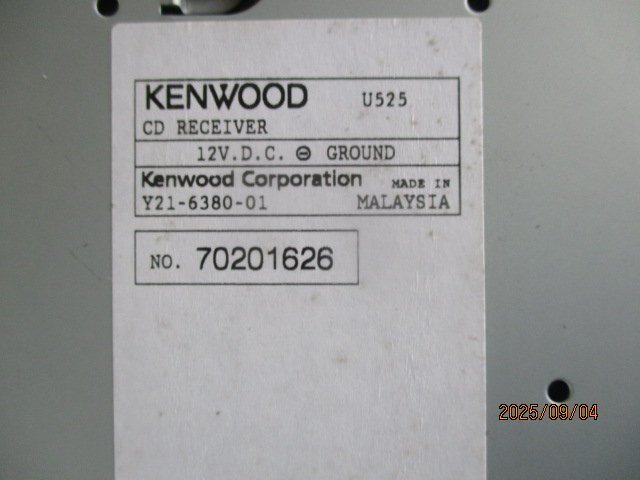 KENWOOD U525
CD RECEIVER
12V.D.C. ⊖ GROUND
Kenwood Corporation MADE IN
Y21-6380-01 MALAYSIA
NO. 70201626
2025/09/04